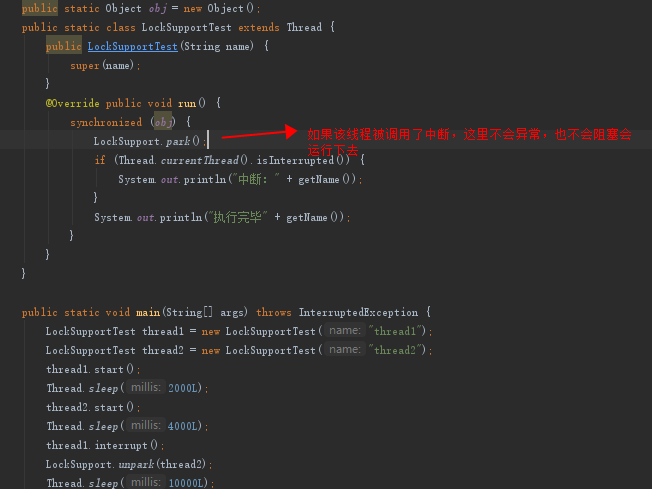 public static Object obj = new Object();
public static class LockSupportTest extends Thread {
public LockSupportTest(String name) {
super(name);
}
@Override public void run() {
synchronized (obj) {
LockSupport.park(); 如果该线程被调用了中断，这里不会异常，也不会阻塞会
运行下去
if (Thread.currentThread().isInterrupted()) {
System.out.println("中断：" + getName());
}
System.out.println("执行完毕" + getName());
}
}
}
public static void main(String[] args) throws InterruptedException {
LockSupportTest thread1 = new LockSupportTest( name: "thread1");
LockSupportTest thread2 = new LockSupportTest( name: "thread2");
thread1.start();
Thread.sleep( millis: 2000L);
thread2.start();
Thread.sleep( millis: 4000L);
thread1.interrupt();
LockSupport.unpark(thread2);
Thread.sleep( millis: 10000L);